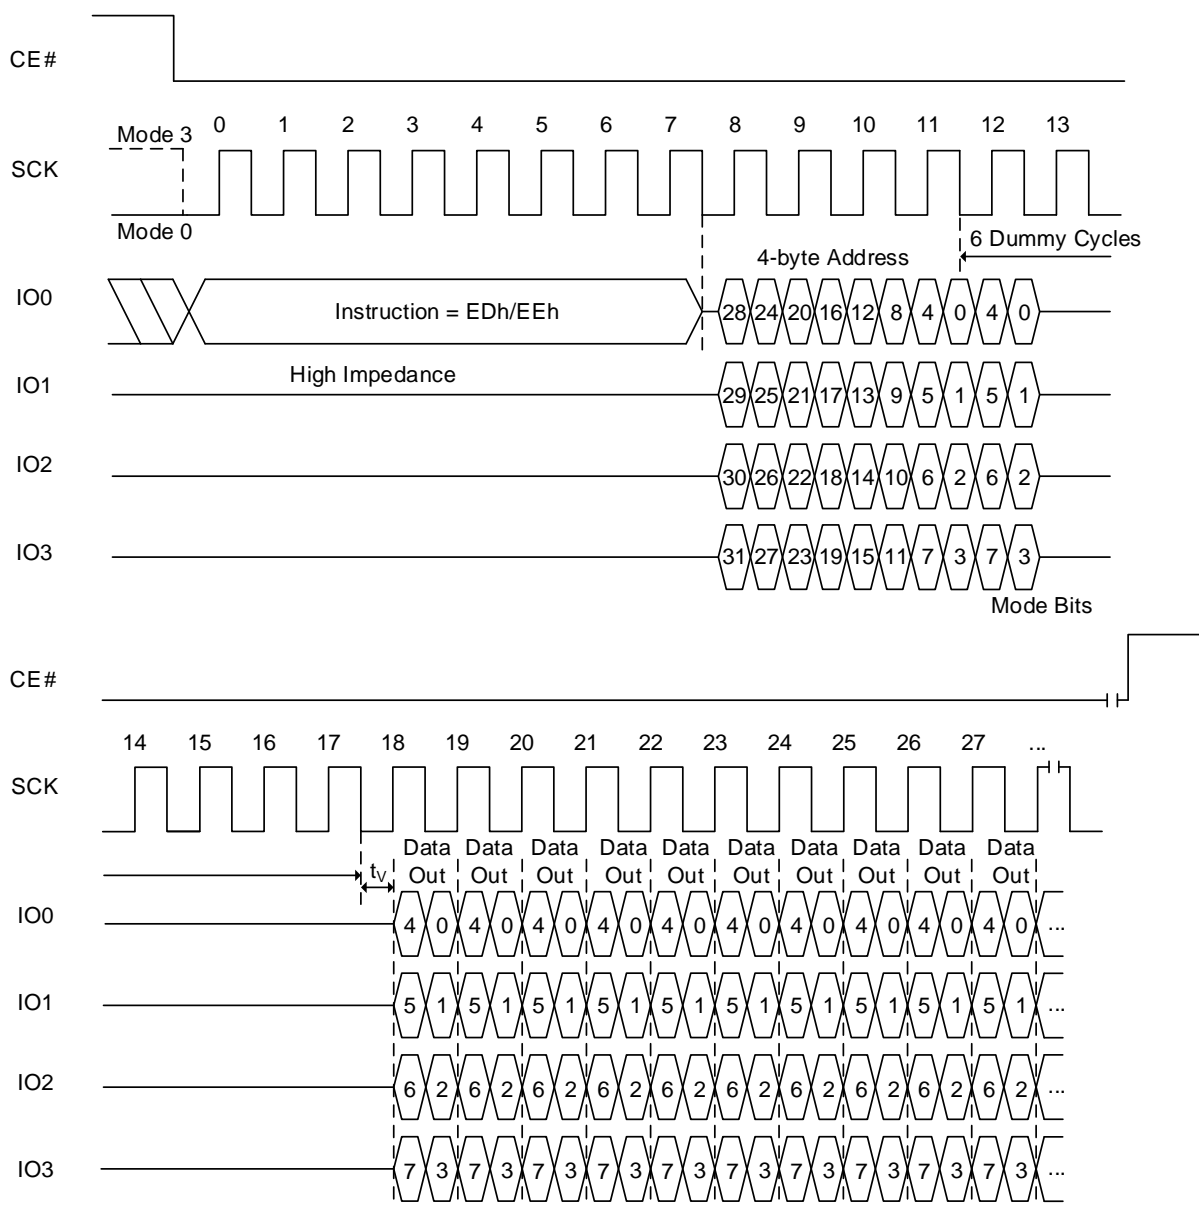 CE#
Mode 3
0 1 2 3 4 5 6 7 8 9 10 11 12 13
SCK
Mode 0
6 Dummy Cycles
4-byte Address
IO0
Instruction = EDh/EEh
28 24 20 16 12 8 4 0 4 0
High Impedance
IO1
29 25 21 17 13 9 5 1 5 1
IO2
30 26 22 18 14 10 6 2 6 2
IO3
31 27 23 19 15 11 7 3 7 3
Mode Bits
CE#
14 15 16 17 18 19 20 21 22 23 24 25 26 27 ...
SCK
Data Data Data Data Data Data Data Data Data Data
tV Out Out Out Out Out Out Out Out Out Out
IO0
4 0 4 0 4 0 4 0 4 0 4 0 4 0 4 0 4 0 4 0 ...
IO1
5 1 5 1 5 1 5 1 5 1 5 1 5 1 5 1 5 1 5 1 ...
IO2
6 2 6 2 6 2 6 2 6 2 6 2 6 2 6 2 6 2 6 2 ...
IO3
7 3 7 3 7 3 7 3 7 3 7 3 7 3 7 3 7 3 7 3 ...